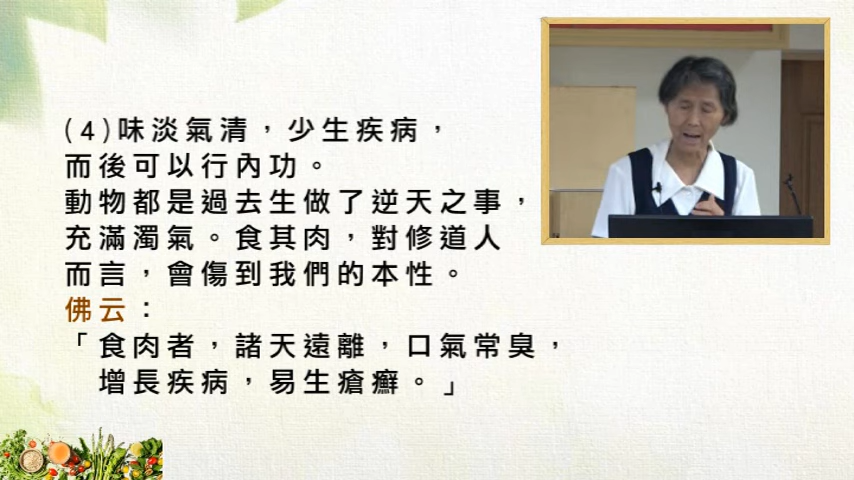 (4)味淡氣清，少生疾病，
而後可以行內功。
動物都是過去生做了逆天之事，
充滿濁氣。食其肉，對修道人
而言，會傷到我們的本性。
佛云：
「食肉者，諸天遠離，口氣常臭，
增長疾病，易生瘡癬。」